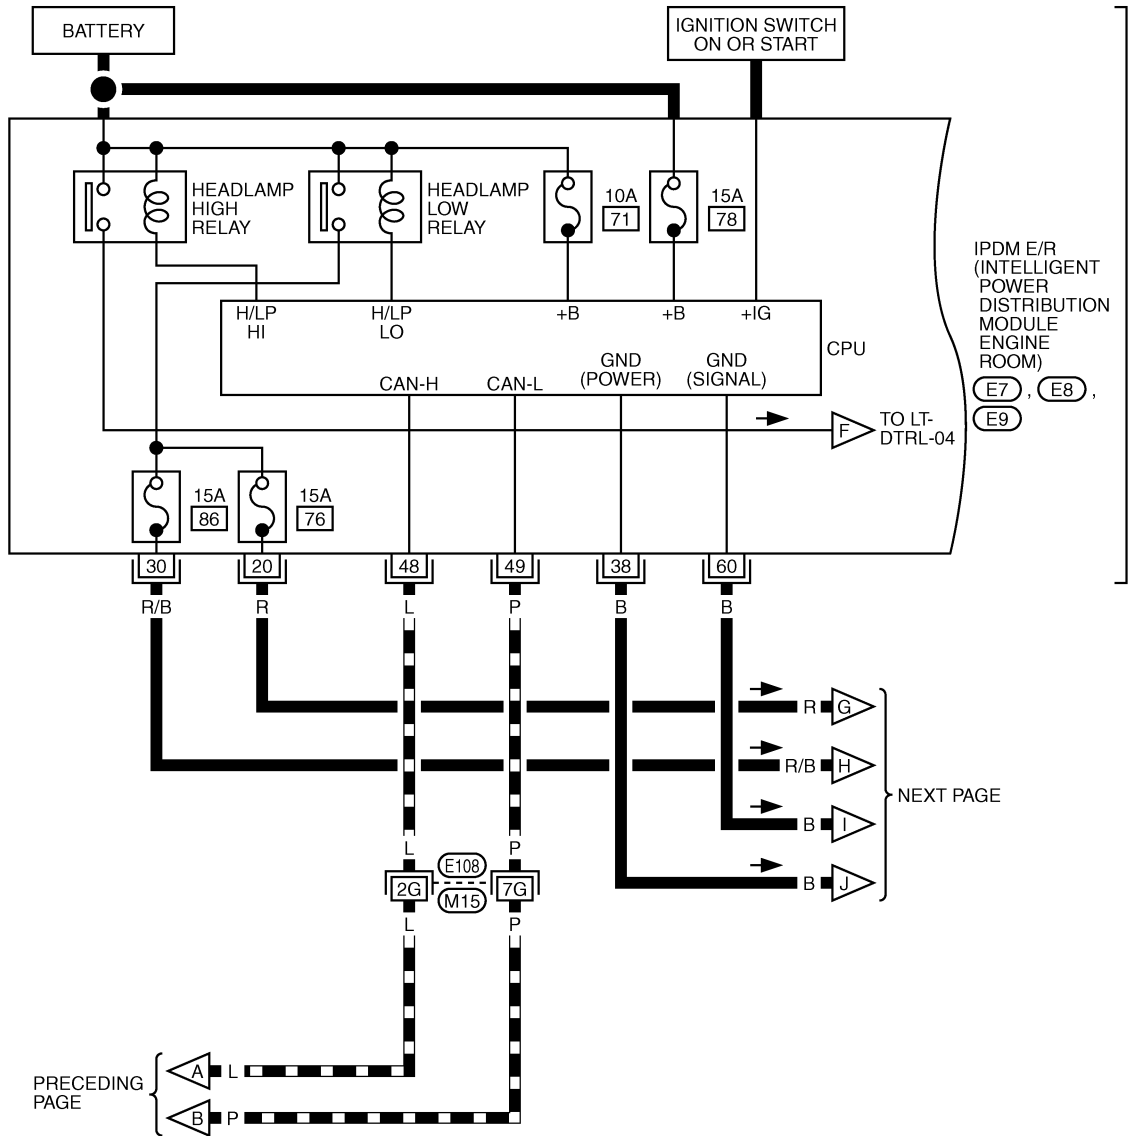 BATTERY
IGNITION SWITCH
ON OR START
HEADLAMP
HIGH
RELAY
HEADLAMP
LOW
RELAY
10A
71
15A
78
IPDM E/R
(INTELLIGENT
POWER
DISTRIBUTION
MODULE
ENGINE
ROOM)
E7 , E8 ,
E9
H/LP
HI
H/LP
LO
+B
+B
+IG
CPU
CAN-H
CAN-L
GND
(POWER)
GND
(SIGNAL)
F
TO LT-
DTRL-04
15A
86
15A
76
30
20
48
49
38
60
R/B
R
L
P
B
B
R
G
R/B
H
B
I
B
J
NEXT PAGE
L
P
2G
E108
M15
7G
L
P
PRECEDING
PAGE
A
L
B
P